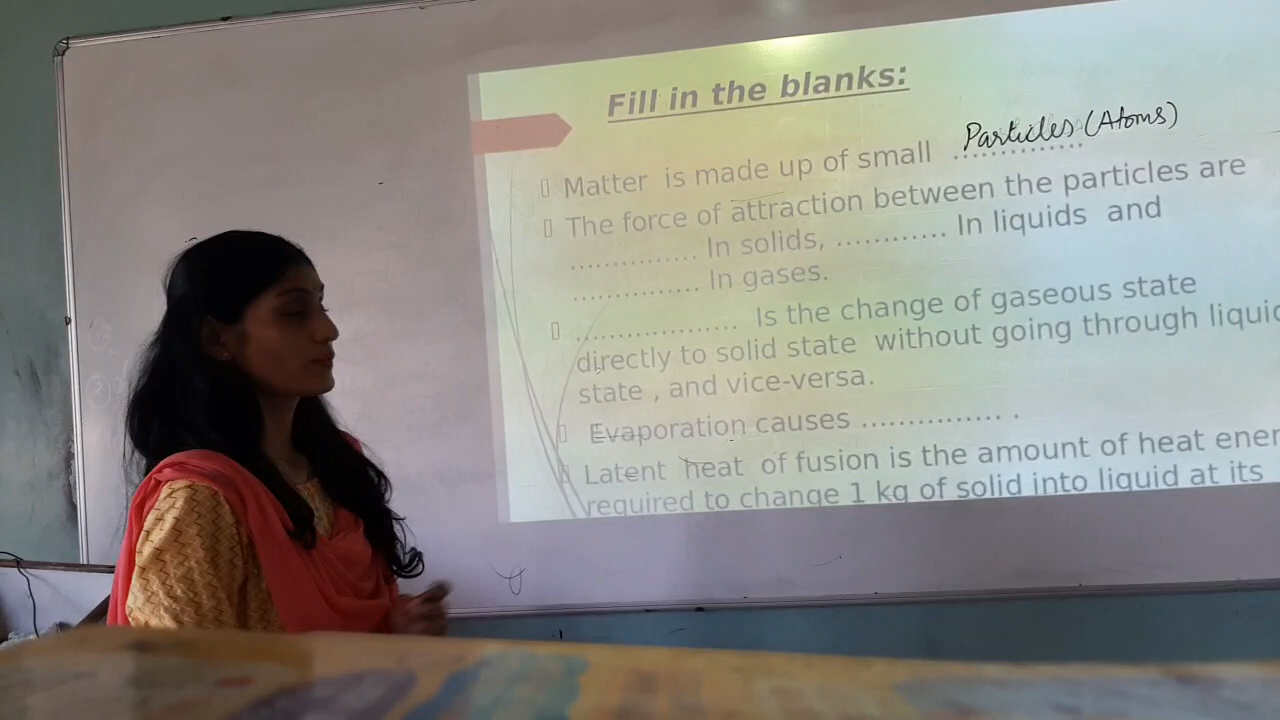 Fill in the blanks:
Particles (Atoms)
Matter is made up of small ..............
The force of attraction between the particles are
............... In solids, ............ In liquids and
............... In gases.
................... Is the change of gaseous state
directly to solid state without going through liquid
state , and vice-versa.
Evaporation causes ............... .
Latent heat of fusion is the amount of heat ener
required to change 1 kg of solid into liquid at its